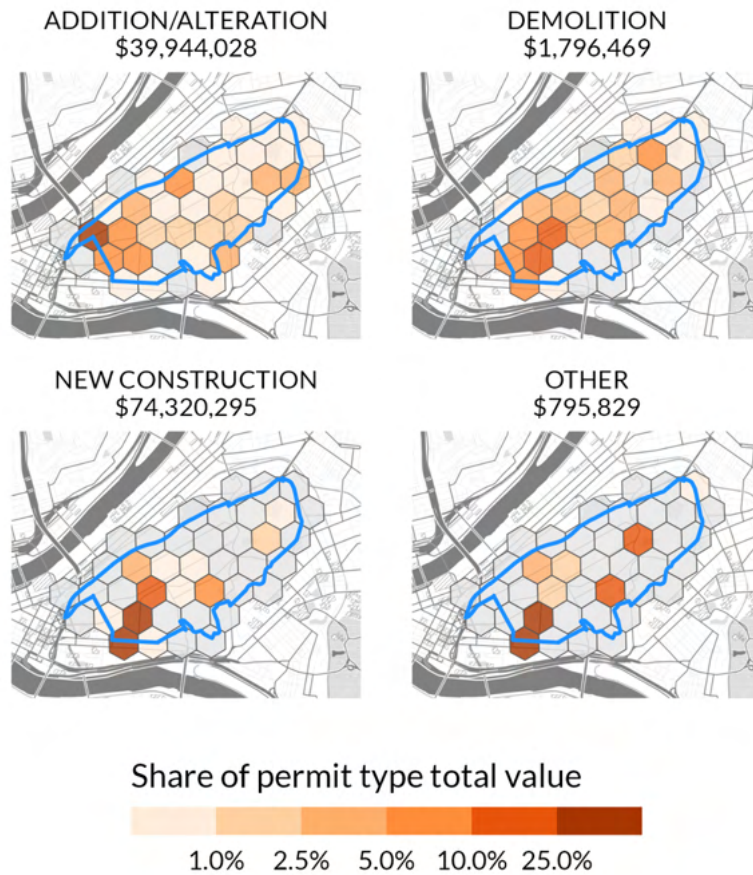 ADDITION/ALTERATION
$39,944,028
DEMOLITION
$1,796,469
NEW CONSTRUCTION
$74,320,295
OTHER
$795,829
Share of permit type total value
1.0% 2.5% 5.0% 10.0% 25.0%